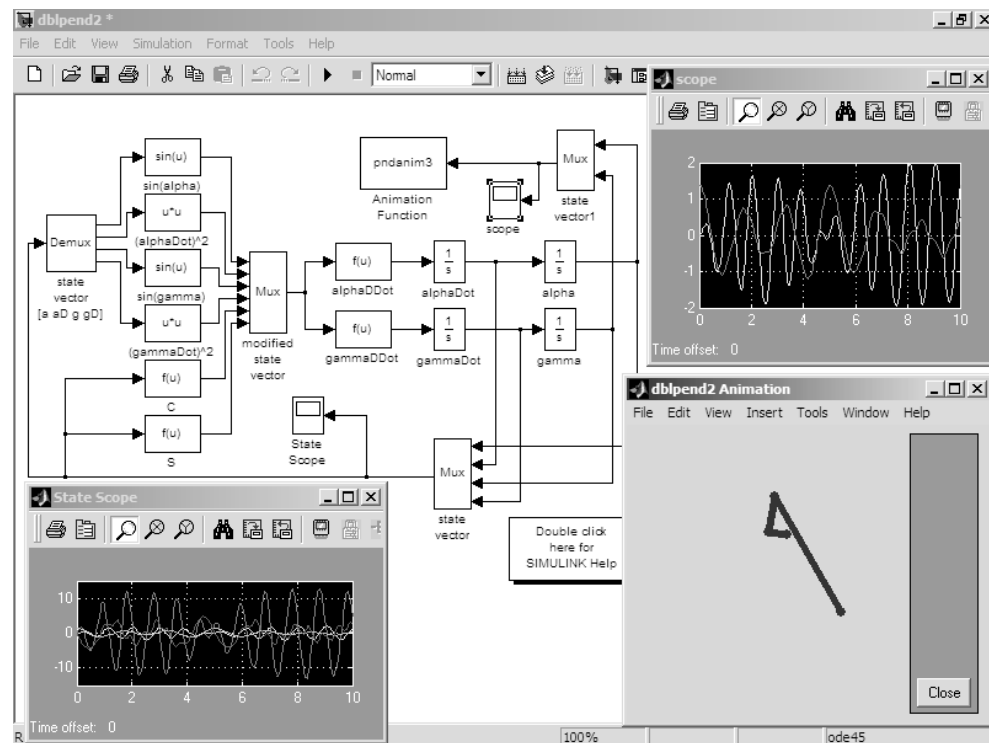 dblpend2 *
File Edit View Simulation Format Tools Help
Normal
sin(u)
sin(alpha)
u*u
(alphaDot)^2
Demux
state
vector
[a aD g gD]
sin(u)
sin(gamma)
u*u
(gammaDot)^2
f(u)
C
f(u)
S
Mux
modified
state
vector
pndanim3
Animation
Function
scope
Mux
state
vector1
f(u)
alphaDDot
1
s
alphaDot
1
s
alpha
f(u)
gammaDDot
1
s
gammaDot
1
s
gamma
State
Scope
Mux
state
vector
Double click
here for
SIMULINK Help
scope
2
1
0
-1
-2
0 2 4 6 8 10
Time offset: 0
dblpend2 Animation
File Edit View Insert Tools Window Help
Close
State Scope
10
0
-10
0 2 4 6 8 10
Time offset: 0
R
100%
ode45